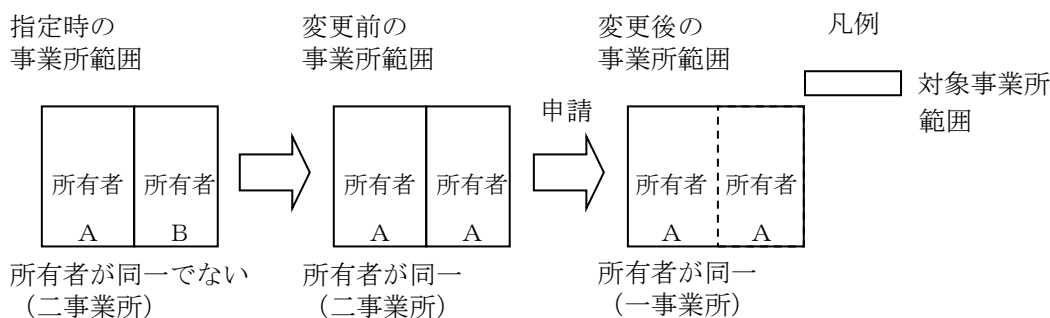 指定時の
事業所範囲
変更前の
事業所範囲
変更後の
事業所範囲
凡例
対象事業所
範囲
申請
所有者
A
所有者
B
所有者
A
所有者
A
所有者
A
所有者
A
所有者が同一でない
（二事業所）
所有者が同一
（二事業所）
所有者が同一
（一事業所）